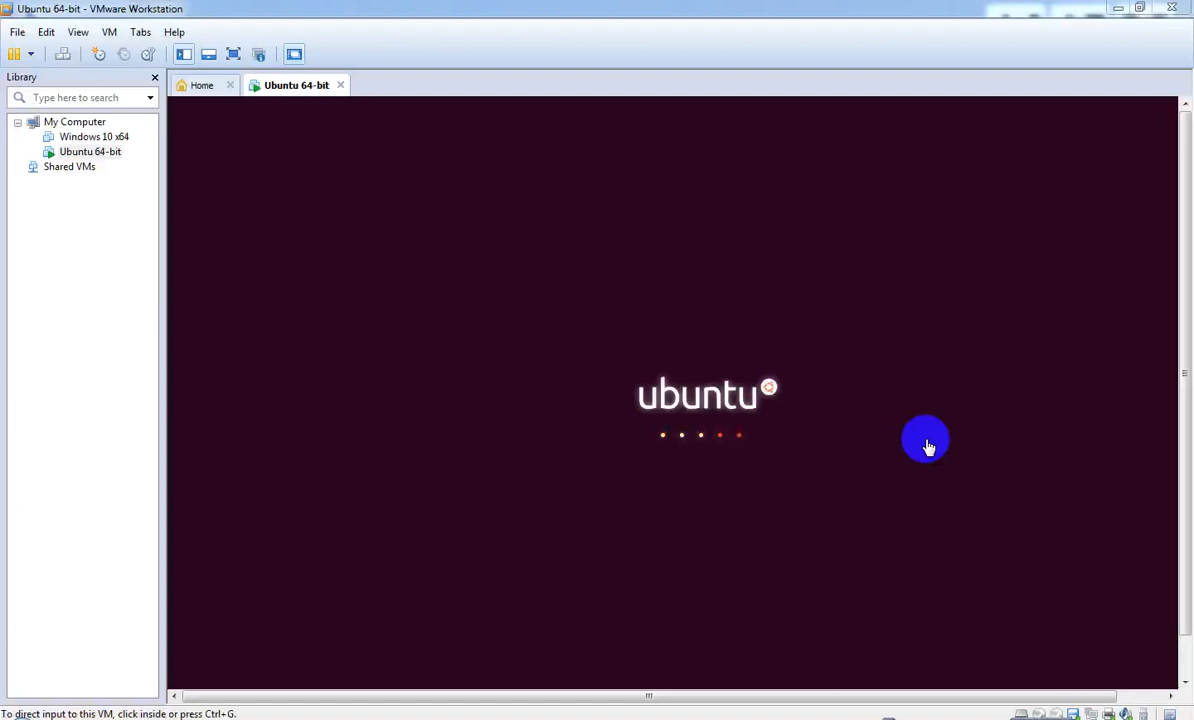 Ubuntu 64-bit - VMware Workstation
File Edit View VM Tabs Help
Library
Type here to search
Home
Ubuntu 64-bit
My Computer
Windows 10 x64
Ubuntu 64-bit
Shared VMs
ubuntu
To direct input to this VM, click inside or press Ctrl+G.